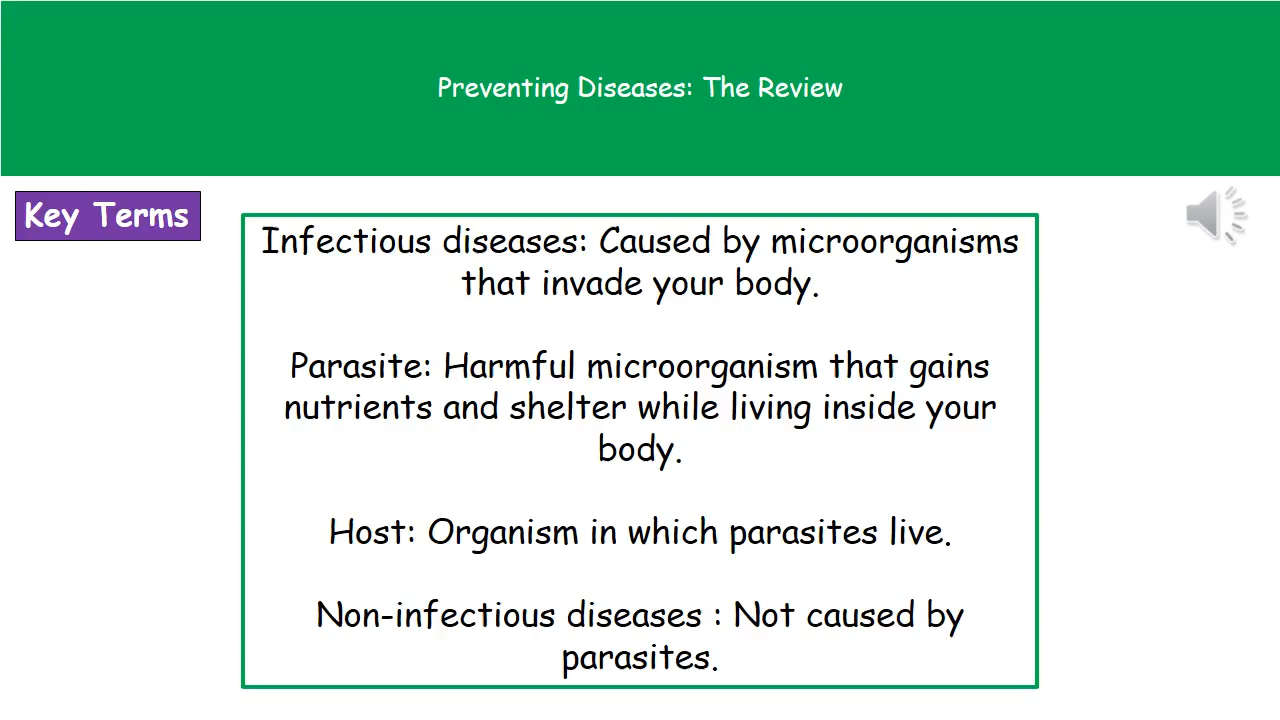 Preventing Diseases: The Review
Key Terms
Infectious diseases: Caused by microorganisms
that invade your body.
Parasite: Harmful microorganism that gains
nutrients and shelter while living inside your
body.
Host: Organism in which parasites live.
Non-infectious diseases : Not caused by
parasites.